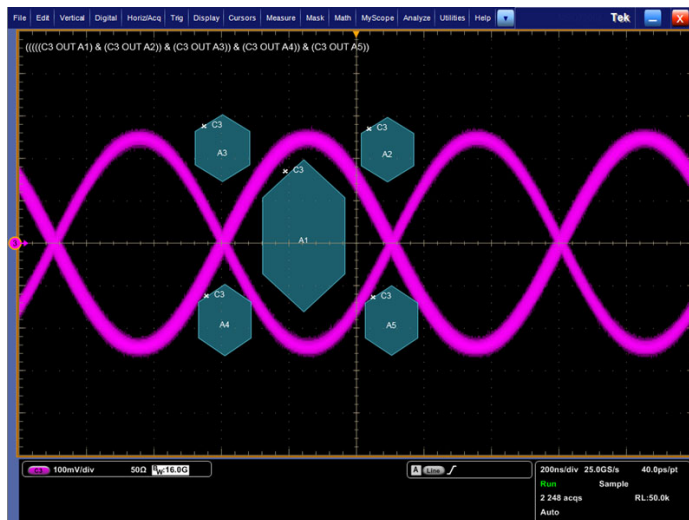 File Edit Vertical Digital Horiz/Acq Trig Display Cursors Measure Mask Math MyScope Analyze Utilities Help Tek X
(((((C3 OUT A1) & (C3 OUT A2)) & (C3 OUT A3)) & (C3 OUT A4)) & (C3 OUT A5))
C3
A3
C3
A2
C3
A1
C3
A4
C3
A5
C3 100mV/div 50Ω BW:16.0G
A Line
200ns/div 25.0GS/s 40.0ps/pt
Run Sample
2 248 acqs RL:50.0k
Auto